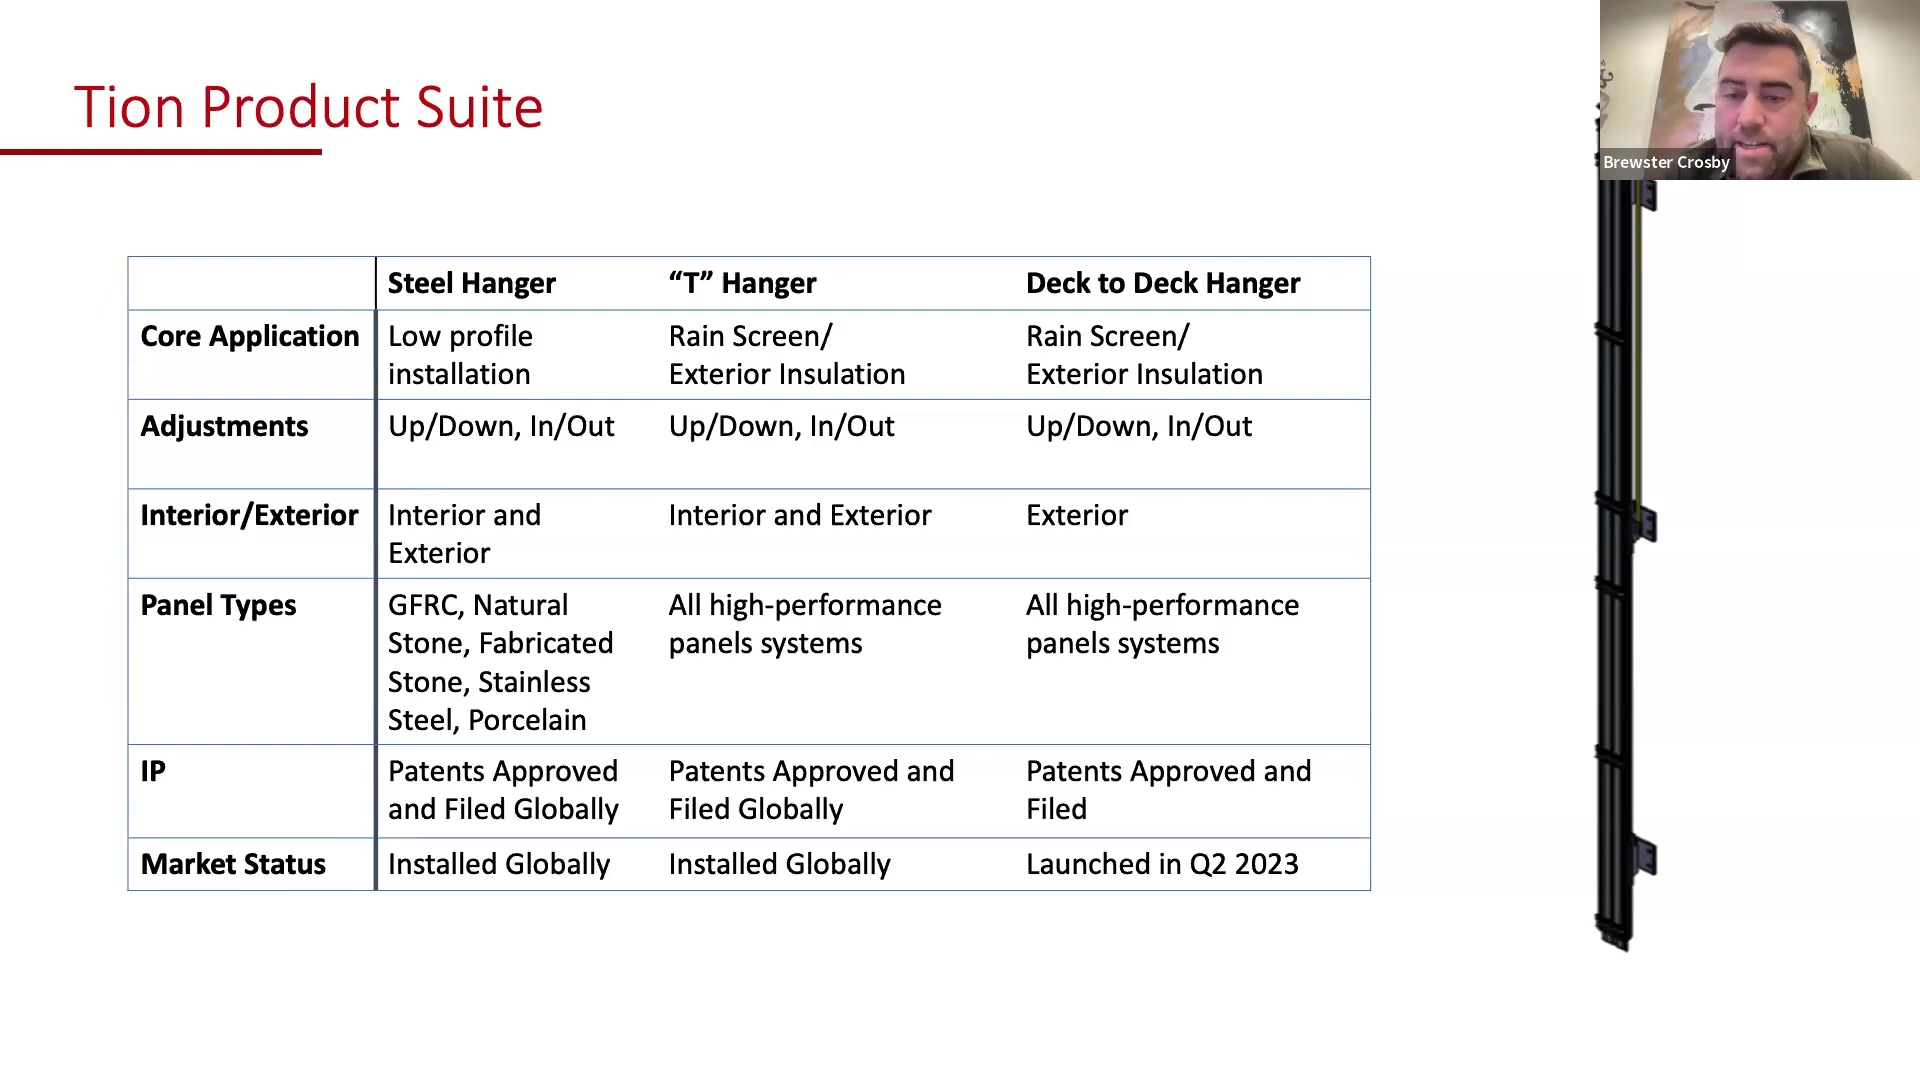 Tion Product Suite
Brewster Crosby
Steel Hanger “T” Hanger Deck to Deck Hanger
Core Application Low profile Rain Screen/ Rain Screen/
installation Exterior Insulation Exterior Insulation
Adjustments Up/Down, In/Out Up/Down, In/Out Up/Down, In/Out
Interior/Exterior Interior and Interior and Exterior Exterior
Exterior
Panel Types GFRC, Natural All high-performance All high-performance
Stone, Fabricated panels systems panels systems
Stone, Stainless
Steel, Porcelain
IP Patents Approved Patents Approved and Patents Approved and
and Filed Globally Filed Globally Filed
Market Status Installed Globally Installed Globally Launched in Q2 2023